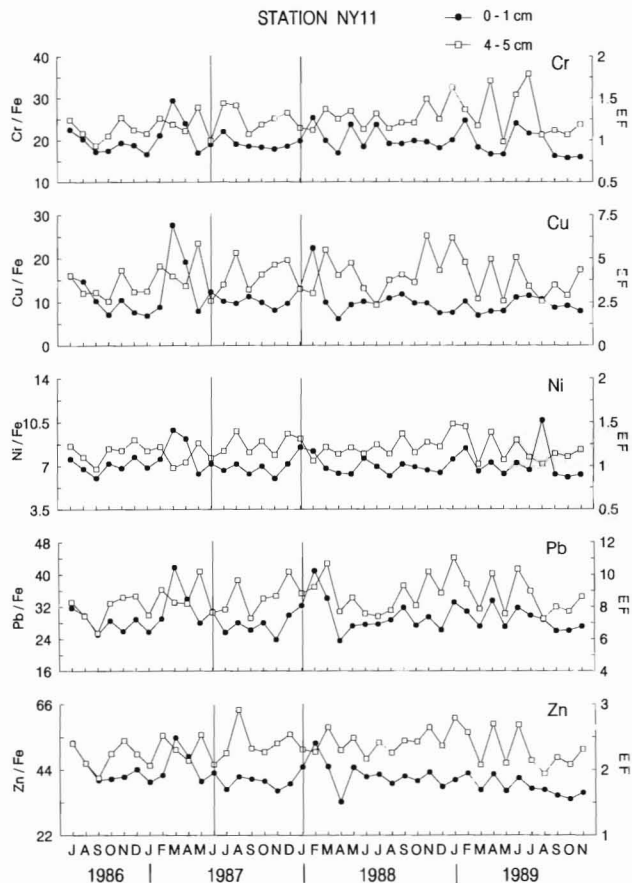 STATION NY11
0 - 1 cm
4 - 5 cm
Cr
Cr / Fe
40
30
20
10
2
1.5
1
0.5
EF
Cu
Cu / Fe
30
20
10
0
7.5
5
2.5
0
EF
Ni
Ni / Fe
14
10.5
7
3.5
2
1.5
1
0.5
EF
Pb
Pb / Fe
48
40
32
24
16
12
10
8
6
4
EF
Zn
Zn / Fe
66
44
22
3
2
1
EF
J A S O N D J F M A M J J A S O N D J F M A M J J A S O N D J F M A M J J A S O N
1986 1987 1988 1989